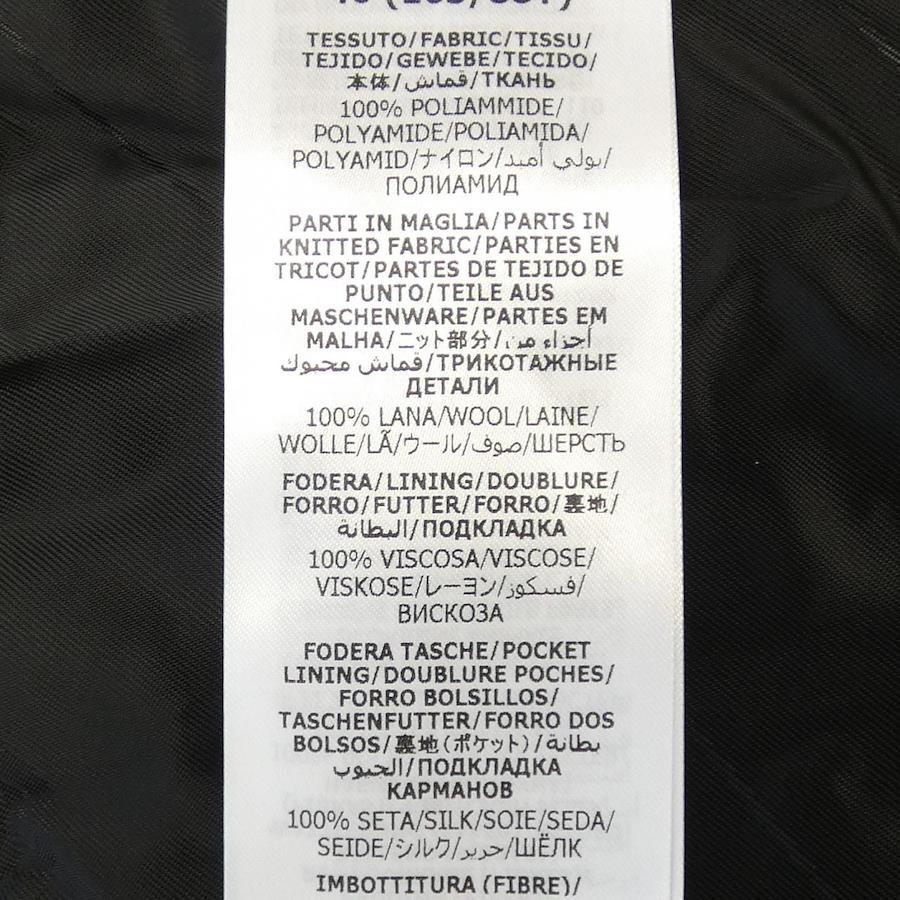 TESSUTO/FABRIC/TISSU/
TEJIDO/GEWEBE/TECIDO/
本体/قماش/ТКАНЬ
100% POLIAMMIDE/
POLYAMIDE/POLIAMIDA/
POLYAMID/ナイロン/بولي أميد/
ПОЛИАМИД
PARTI IN MAGLIA/PARTS IN
KNITTED FABRIC/PARTIES EN
TRICOT/PARTES DE TEJIDO DE
PUNTO/TEILE AUS
MASCHENWARE/PARTES EM
MALHA/ニット部分/أجزاء من
قماش محبوك/ТРИКОТАЖНЫЕ
ДЕТАЛИ
100% LANA/WOOL/LAINE/
WOLLE/LÃ/ウール/صوف/ШЕРСТЬ
FODERA/LINING/DOUBLURE/
FORRO/FUTTER/FORRO/裏地/
البطانة/ПОДКЛАДКА
100% VISCOSA/VISCOSE/
VISKOSE/レーヨン/فسكوز/
ВИСКОЗА
FODERA TASCHE/POCKET
LINING/DOUBLURE POCHES/
FORRO BOLSILLOS/
TASCHENFUTTER/FORRO DOS
BOLSOS/裏地(ポケット)/بطانة
الجيوب/ПОДКЛАДКА
КАРМАНОВ
100% SETA/SILK/SOIE/SEDA/
SEIDE/シルク/حرير/ШЁЛК
IMBOTTITURA (FIBRE)/